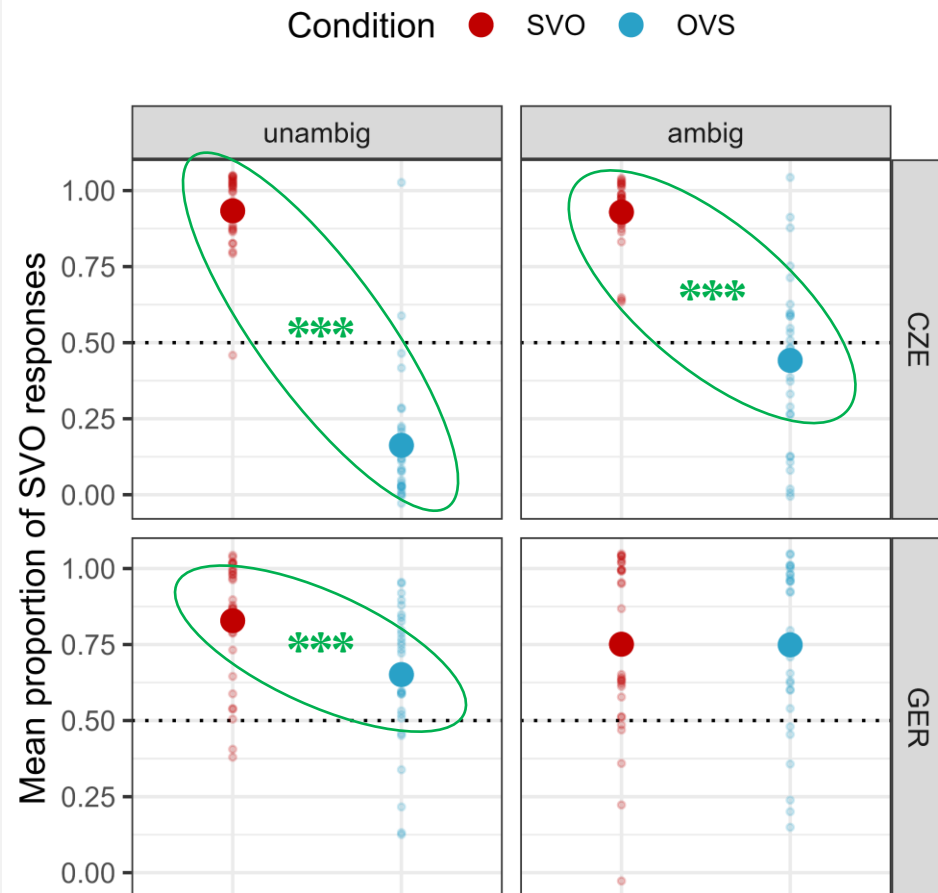 Condition SVO OVS
unambig ambig
Mean proportion of SVO responses
1.00
0.75
0.50
0.25
0.00
***
***
CZE
1.00
0.75
0.50
0.25
0.00
***
GER